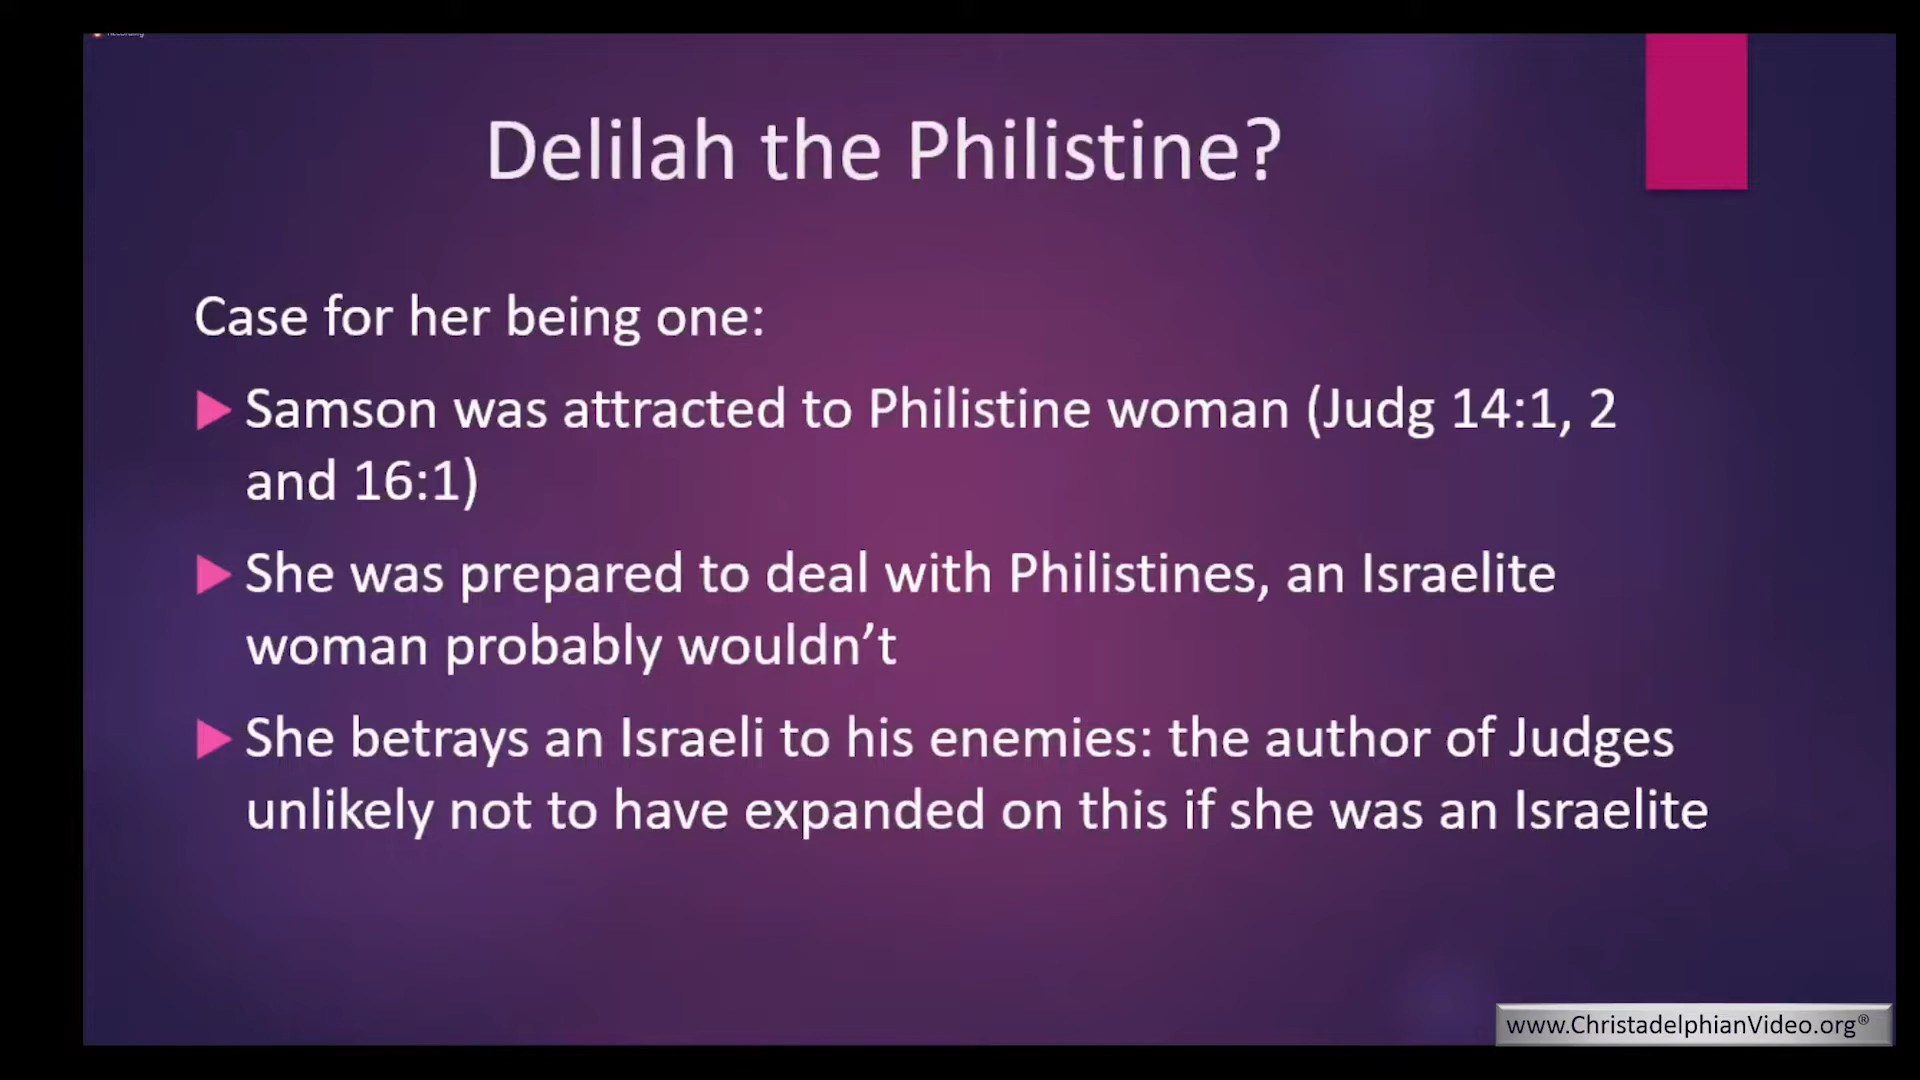 Recording
Delilah the Philistine?
Case for her being one:
Samson was attracted to Philistine woman (Judg 14:1, 2
and 16:1)
She was prepared to deal with Philistines, an Israelite
woman probably wouldn’t
She betrays an Israeli to his enemies: the author of Judges
unlikely not to have expanded on this if she was an Israelite
www.ChristadelphianVideo.org®